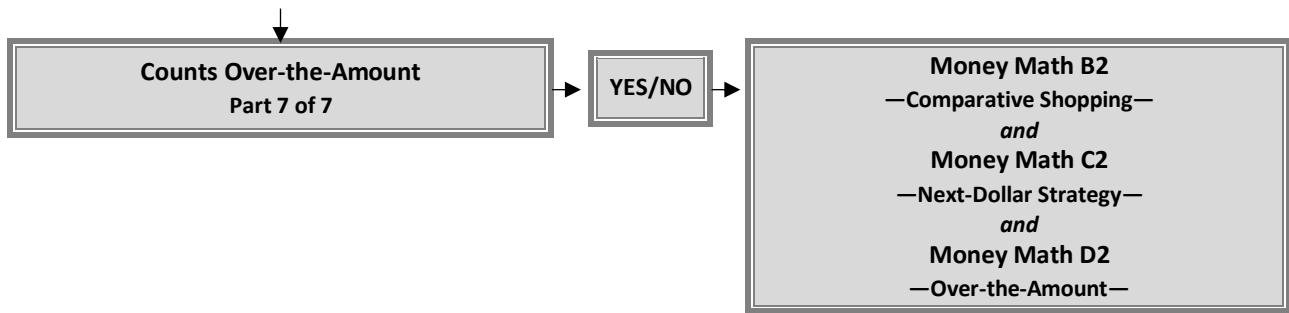 Counts Over-the-Amount
Part 7 of 7
YES/NO
Money Math B2
—Comparative Shopping—
and
Money Math C2
—Next-Dollar Strategy—
and
Money Math D2
—Over-the-Amount—